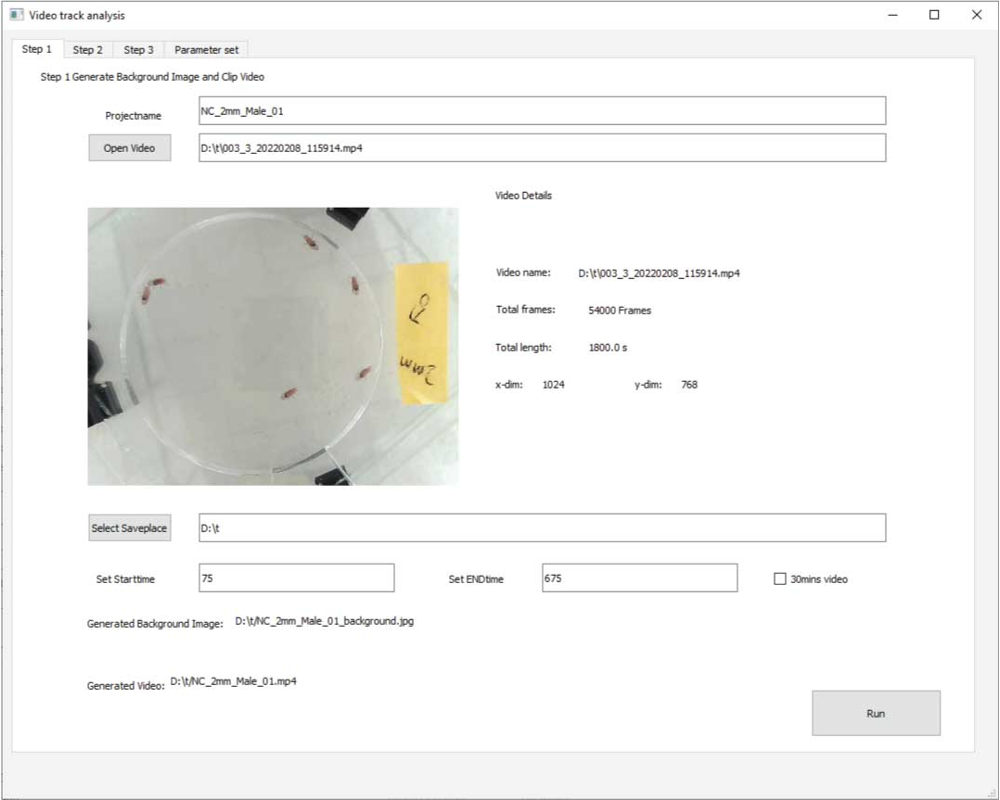 Video track analysis
Step 1 Step 2 Step 3 Parameter set
Step 1 Generate Background Image and Clip Video
Projectname NC_2mm_Male_01
Open Video D:\t\003_3_20220208_115914.mp4
Video Details
Video name: D:\t\003_3_20220208_115914.mp4
Total frames: 54000 Frames
Total length: 1800.0 s
x-dim: 1024 y-dim: 768
♂
2mm
Select Saveplace D:\t
Set Starttime 75 Set ENDtime 675 30mins video
Generated Background Image: D:\t/NC_2mm_Male_01_background.jpg
Generated Video: D:\t/NC_2mm_Male_01.mp4
Run